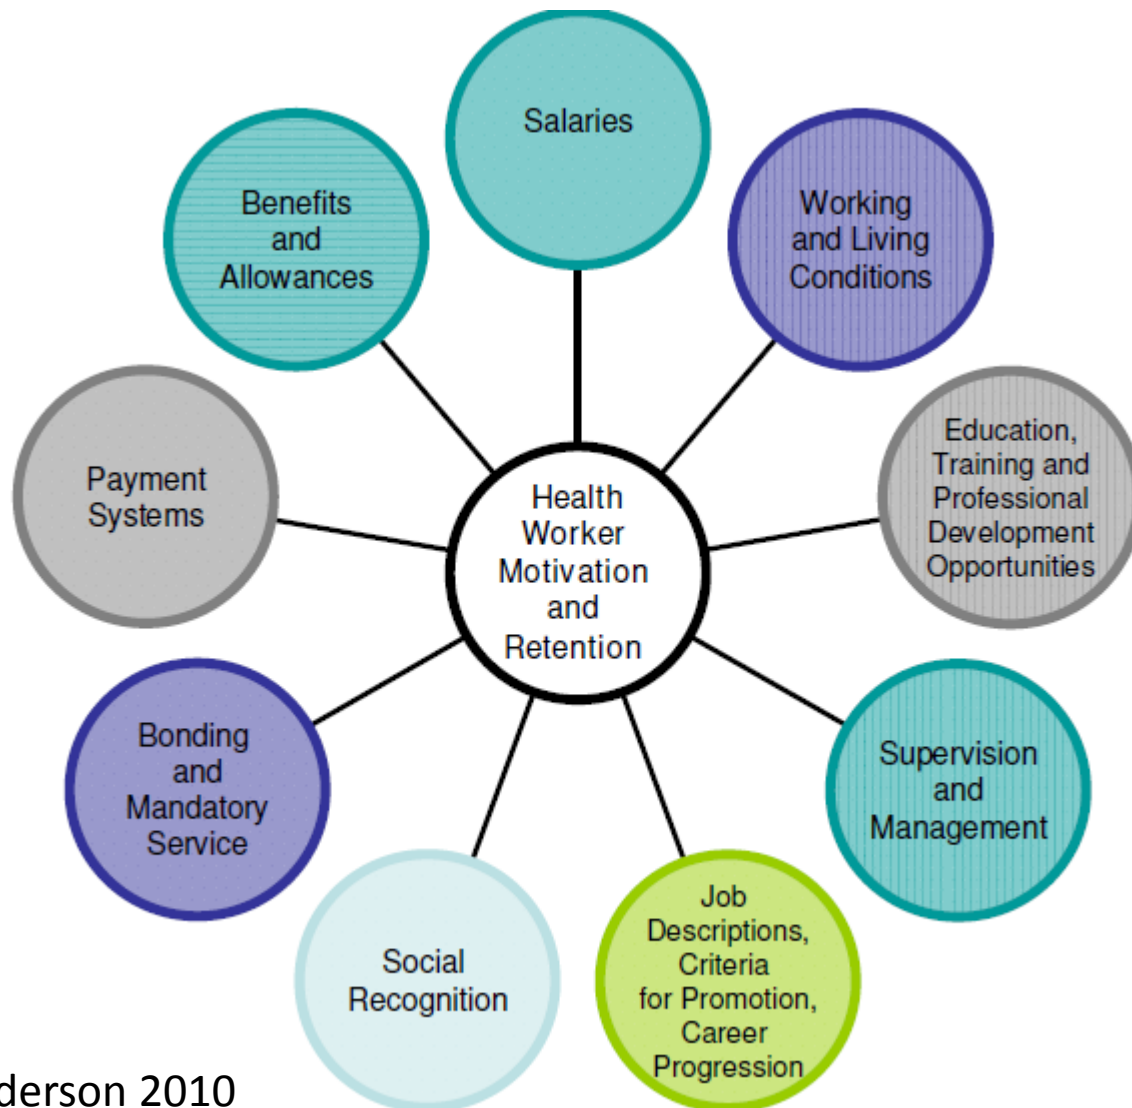 Salaries
Benefits
and
Allowances
Working
and Living
Conditions
Payment
Systems
Health
Worker
Motivation
and
Retention
Education,
Training and
Professional
Development
Opportunities
Bonding
and
Mandatory
Service
Supervision
and
Management
Social
Recognition
Job
Descriptions,
Criteria
for Promotion,
Career
Progression
derson 2010